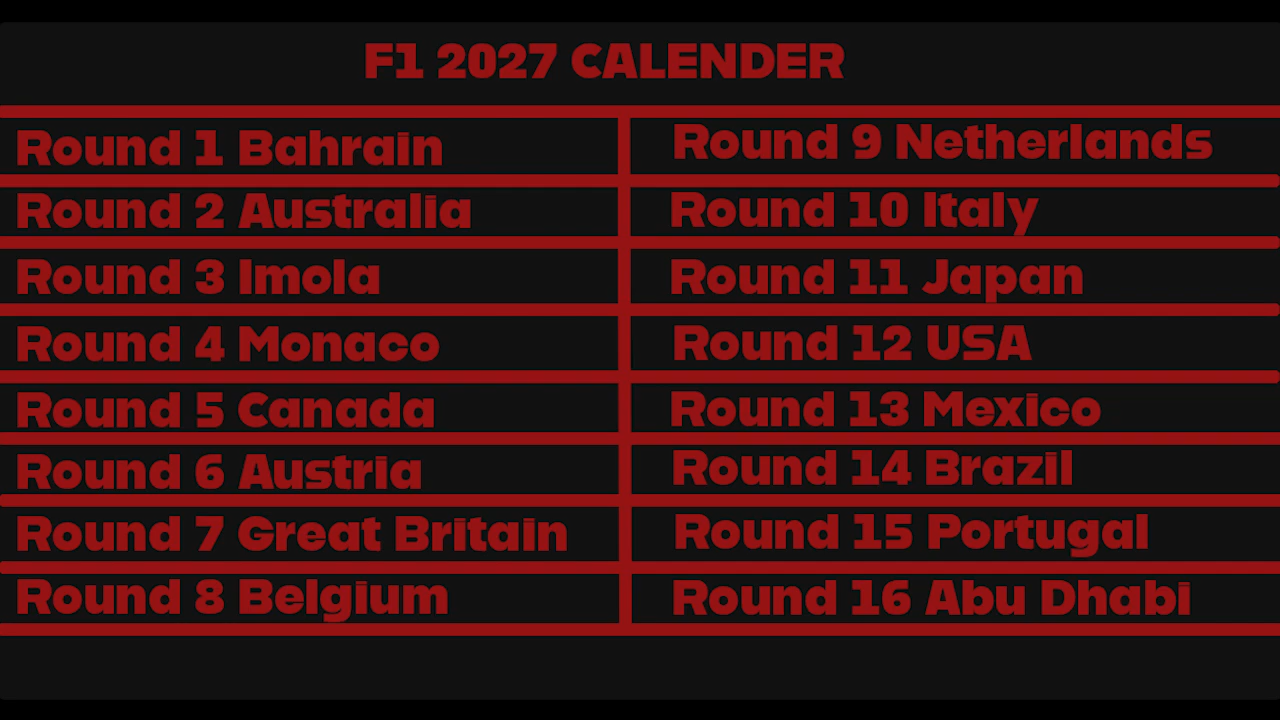 F1 2027 CALENDER
Round 1 Bahrain
Round 2 Australia
Round 3 Imola
Round 4 Monaco
Round 5 Canada
Round 6 Austria
Round 7 Great Britain
Round 8 Belgium
Round 9 Netherlands
Round 10 Italy
Round 11 Japan
Round 12 USA
Round 13 Mexico
Round 14 Brazil
Round 15 Portugal
Round 16 Abu Dhabi